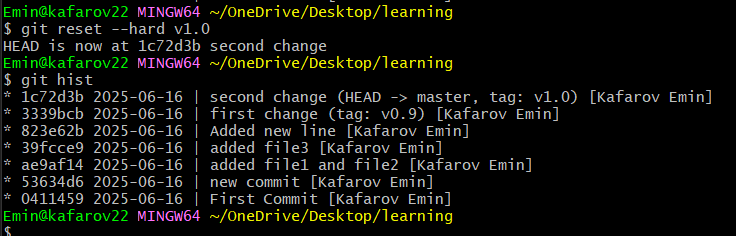 Emin@kafarov22 MINGW64 ~/OneDrive/Desktop/learning
$ git reset --hard v1.0
HEAD is now at 1c72d3b second change
Emin@kafarov22 MINGW64 ~/OneDrive/Desktop/learning
$ git hist
* 1c72d3b 2025-06-16 | second change (HEAD -> master, tag: v1.0) [Kafarov Emin]
* 3339bcb 2025-06-16 | first change (tag: v0.9) [Kafarov Emin]
* 823e62b 2025-06-16 | Added new line [Kafarov Emin]
* 39fcce9 2025-06-16 | added file3 [Kafarov Emin]
* ae9af14 2025-06-16 | added file1 and file2 [Kafarov Emin]
* 53634d6 2025-06-16 | new commit [Kafarov Emin]
* 0411459 2025-06-16 | First Commit [Kafarov Emin]
Emin@kafarov22 MINGW64 ~/OneDrive/Desktop/learning
$